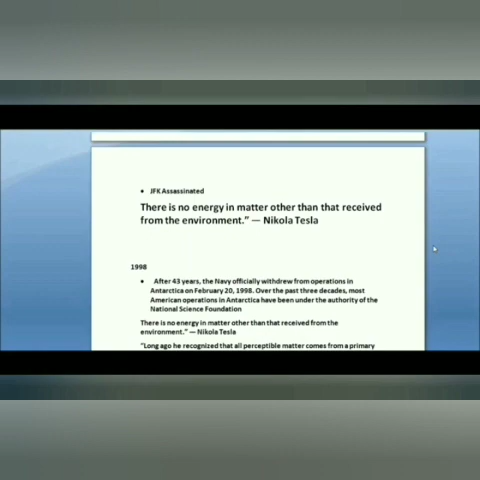 • JFK Assassinated
There is no energy in matter other than that received
from the environment.” — Nikola Tesla
1998
• After 43 years, the Navy officially withdrew from operations in
Antarctica on February 20, 1998. Over the past three decades, most
American operations in Antarctica have been under the authority of the
National Science Foundation
There is no energy in matter other than that received from the
environment.” — Nikola Tesla
“Long ago he recognized that all perceptible matter comes from a primary